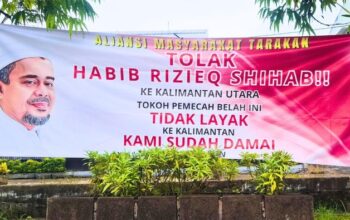 ALIANSI MASYARAKAT TARAKAN
TOLAK
HABIB RIZIEQ SHIHAB!!
KE KALIMANTAN UTARA
TOKOH PEMECAH BELAH INI
TIDAK LAYAK
KE KALIMANTAN
KAMI SUDAH DAMAI